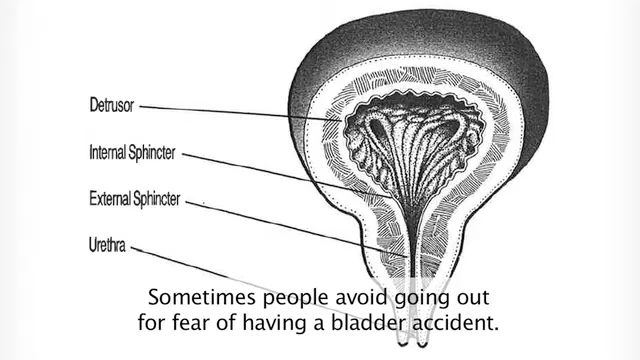 Detrusor
Internal Sphincter
External Sphincter
Urethra
Sometimes people avoid going out
for fear of having a bladder accident.